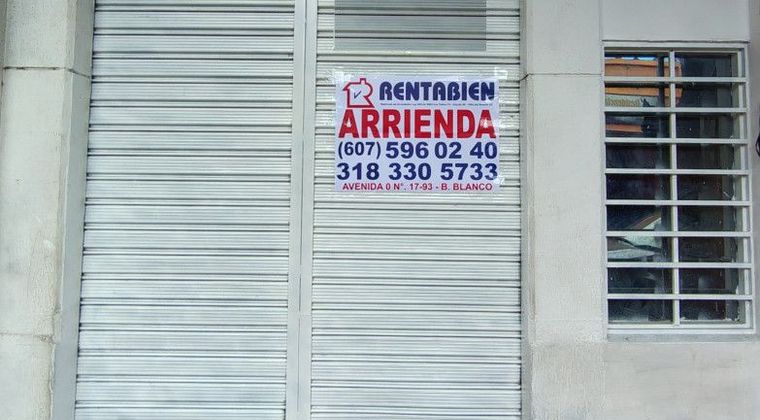 RENTABIEN
ARRIENDA
(607) 596 02 40
318 330 5733
AVENIDA 0 N°. 17-93 - B. BLANCO